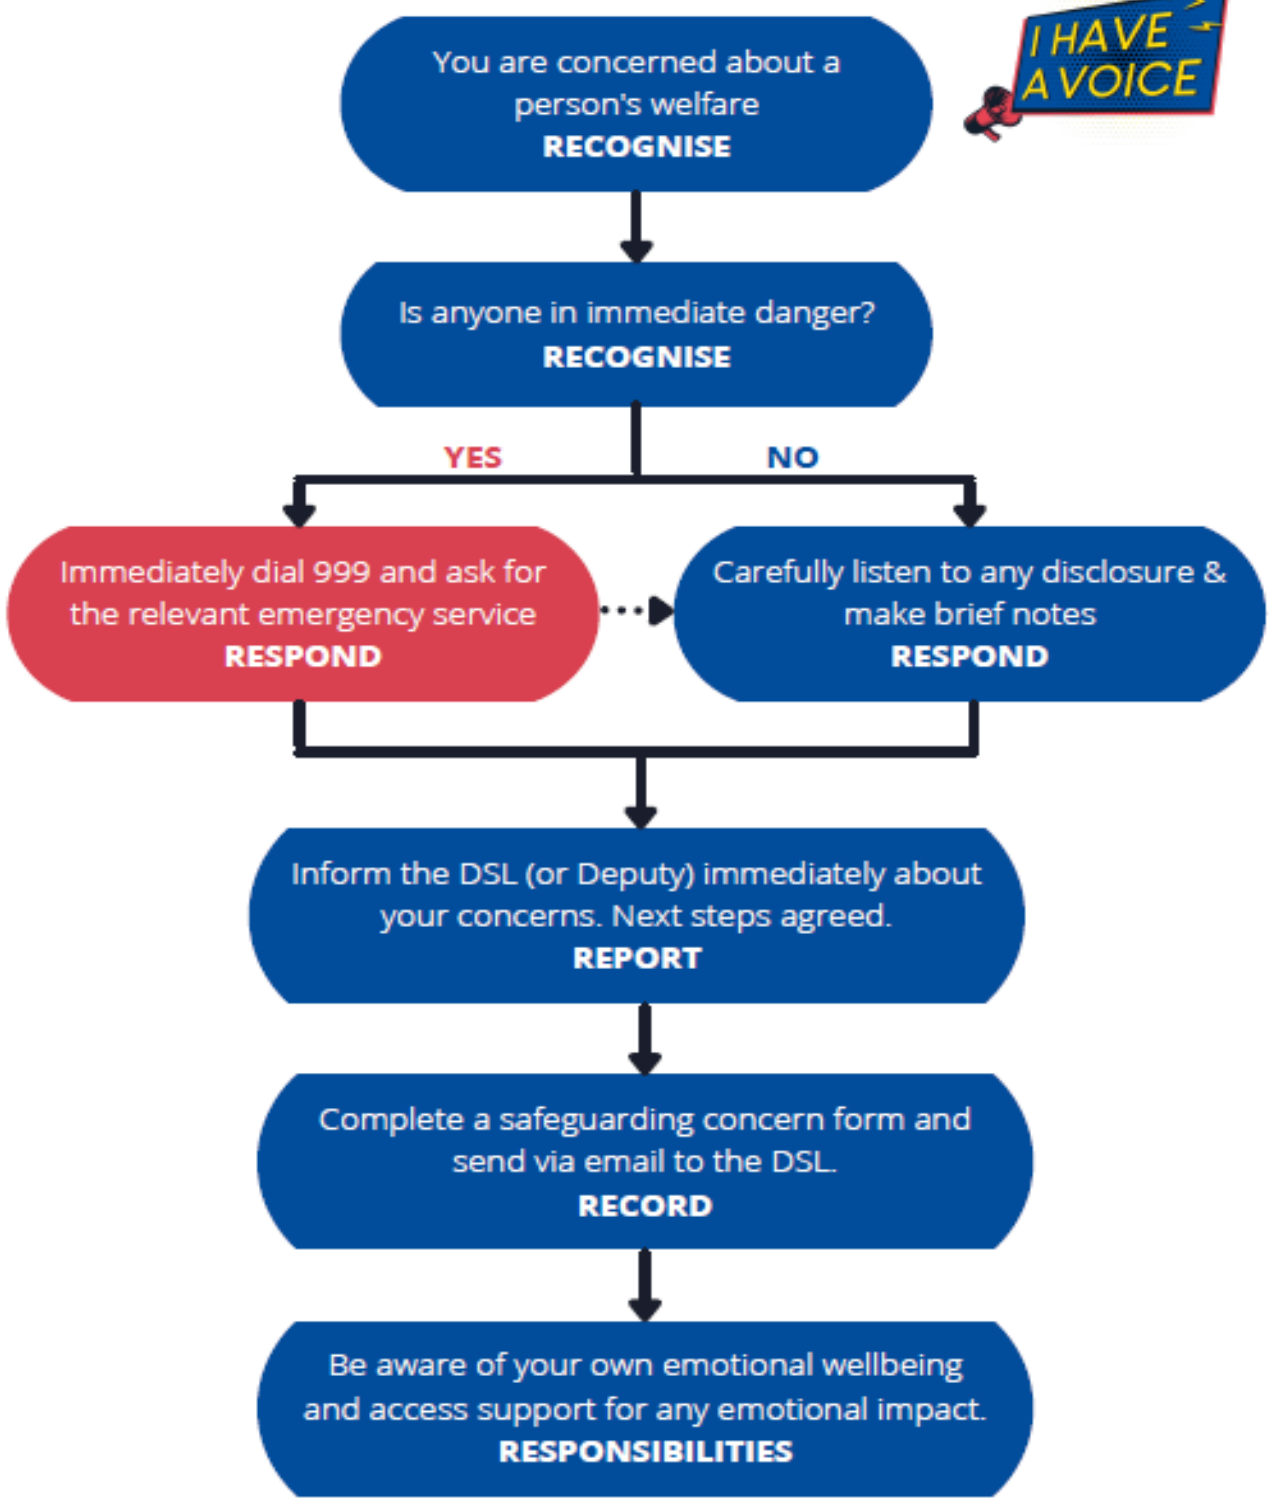 I HAVE
A VOICE
You are concerned about a
person's welfare
RECOGNISE
Is anyone in immediate danger?
RECOGNISE
YES
NO
Immediately dial 999 and ask for
the relevant emergency service
RESPOND
Carefully listen to any disclosure &
make brief notes
RESPOND
Inform the DSL (or Deputy) immediately about
your concerns. Next steps agreed.
REPORT
Complete a safeguarding concern form and
send via email to the DSL.
RECORD
Be aware of your own emotional wellbeing
and access support for any emotional impact.
RESPONSIBILITIES